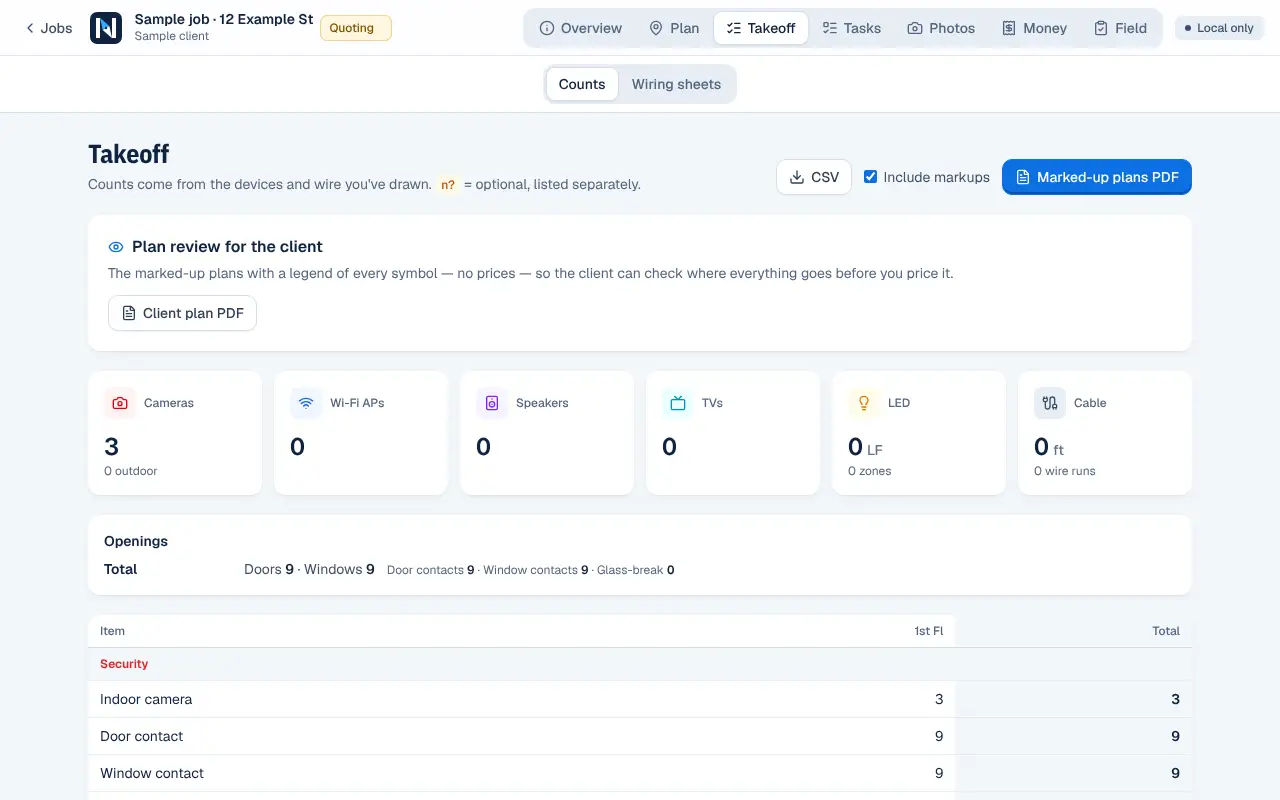 Jobs
Sample job · 12 Example St
Sample client
Quoting
Overview
Plan
Takeoff
Tasks
Photos
Money
Field
Local only
Counts
Wiring sheets
Takeoff
Counts come from the devices and wire you've drawn. n? = optional, listed separately.
CSV
Include markups
Marked-up plans PDF
Plan review for the client
The marked-up plans with a legend of every symbol — no prices — so the client can check where everything goes before you price it.
Client plan PDF
Cameras
3
0 outdoor
Wi-Fi APs
0
Speakers
0
TVs
0
LED
0 LF
0 zones
Cable
0 ft
0 wire runs
Openings
Total Doors 9 · Windows 9 Door contacts 9 · Window contacts 9 · Glass-break 0
Item 1st Fl Total
Security
Indoor camera 3 3
Door contact 9 9
Window contact 9 9